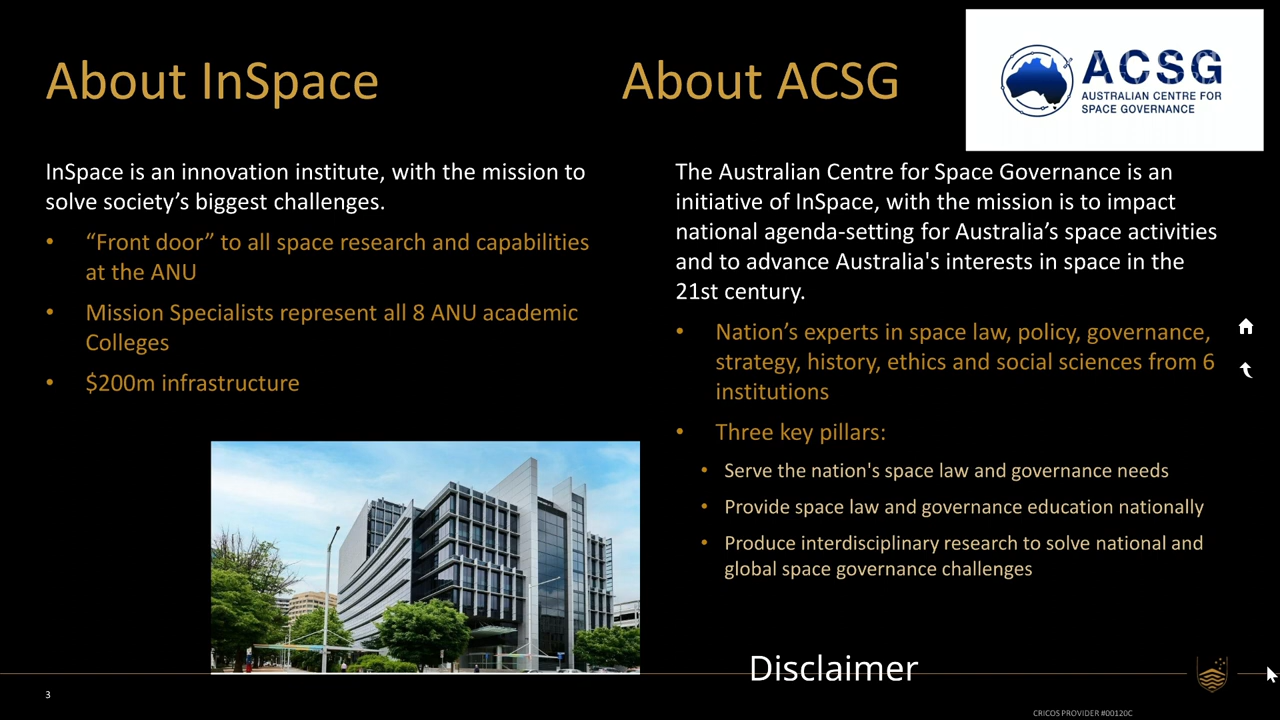 About InSpace
InSpace is an innovation institute, with the mission to
solve society’s biggest challenges.
• “Front door” to all space research and capabilities
at the ANU
• Mission Specialists represent all 8 ANU academic
Colleges
• $200m infrastructure
About ACSG
ACSG
AUSTRALIAN CENTRE FOR
SPACE GOVERNANCE
The Australian Centre for Space Governance is an
initiative of InSpace, with the mission is to impact
national agenda-setting for Australia’s space activities
and to advance Australia's interests in space in the
21st century.
• Nation’s experts in space law, policy, governance,
strategy, history, ethics and social sciences from 6
institutions
• Three key pillars:
• Serve the nation's space law and governance needs
• Provide space law and governance education nationally
• Produce interdisciplinary research to solve national and
global space governance challenges
Disclaimer
3
CRICOS PROVIDER #00120C